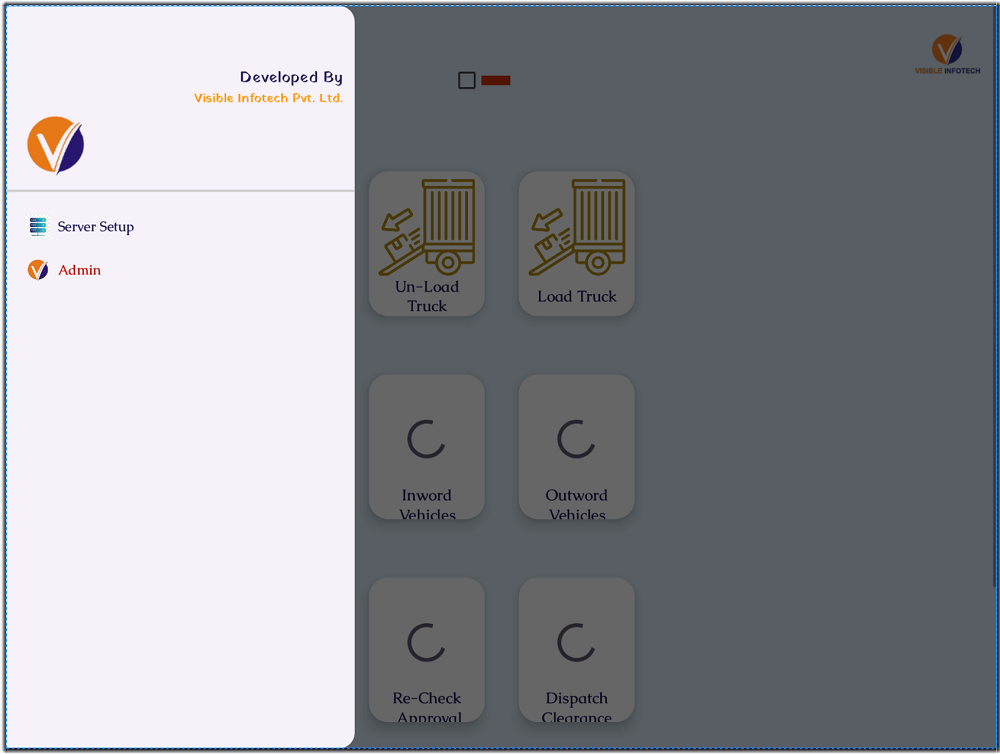 Developed By
Visible Infotech Pvt. Ltd.
Server Setup
Admin
VISIBLE INFOTECH
Un-Load
Truck
Load Truck
Inword
Vehicles
Outword
Vehicles
Re-Check
Approval
Dispatch
Clearance